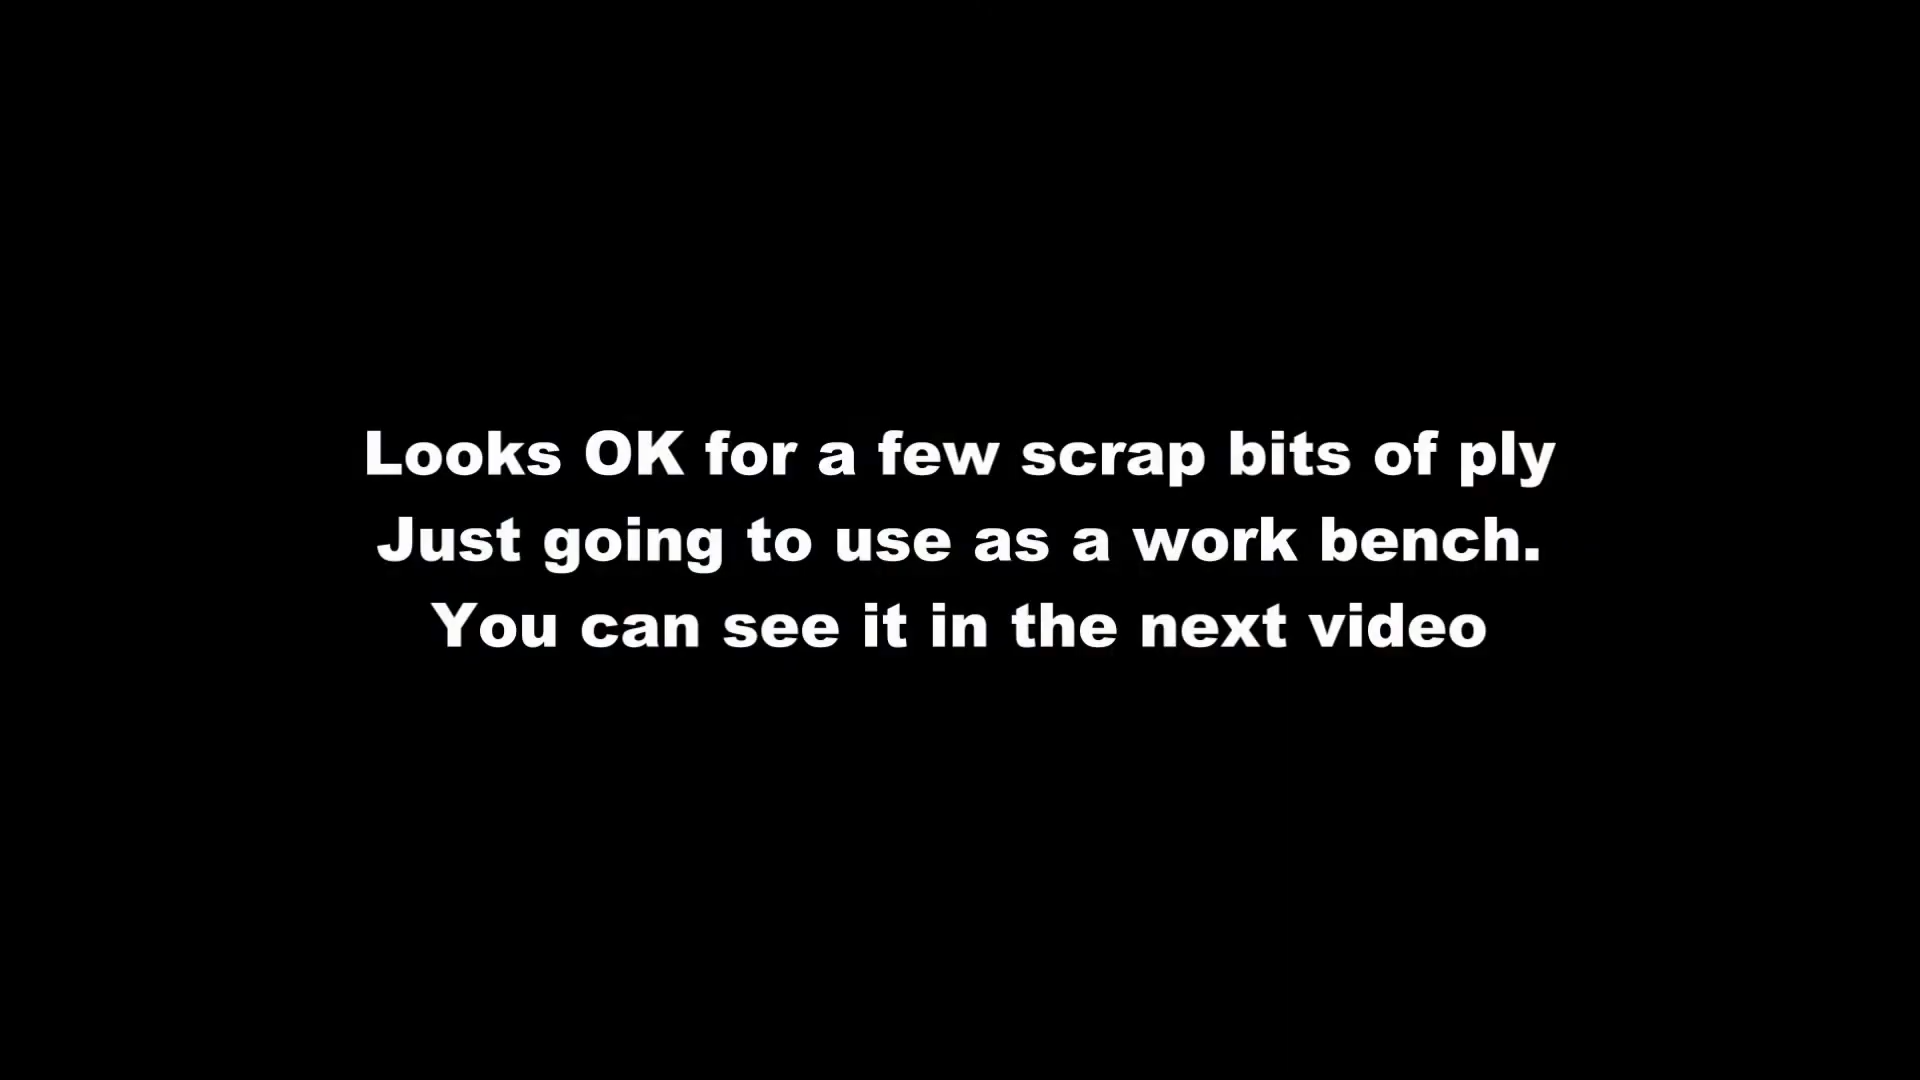 Looks OK for a few scrap bits of ply
Just going to use as a work bench.
You can see it in the next video